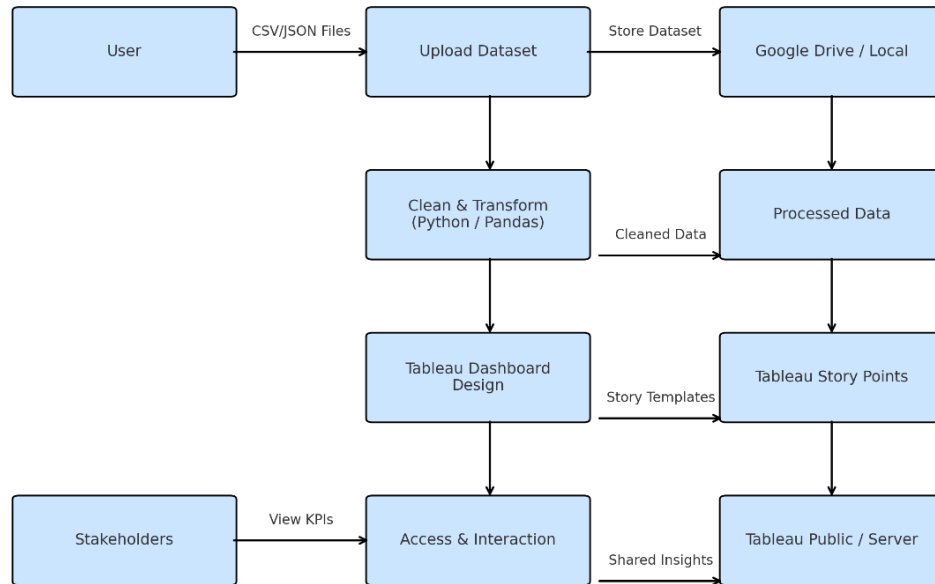 User
CSV/JSON Files
Upload Dataset
Store Dataset
Google Drive / Local
Clean & Transform
(Python / Pandas)
Cleaned Data
Processed Data
Tableau Dashboard
Design
Story Templates
Tableau Story Points
Stakeholders
View KPIs
Access & Interaction
Shared Insights
Tableau Public / Server